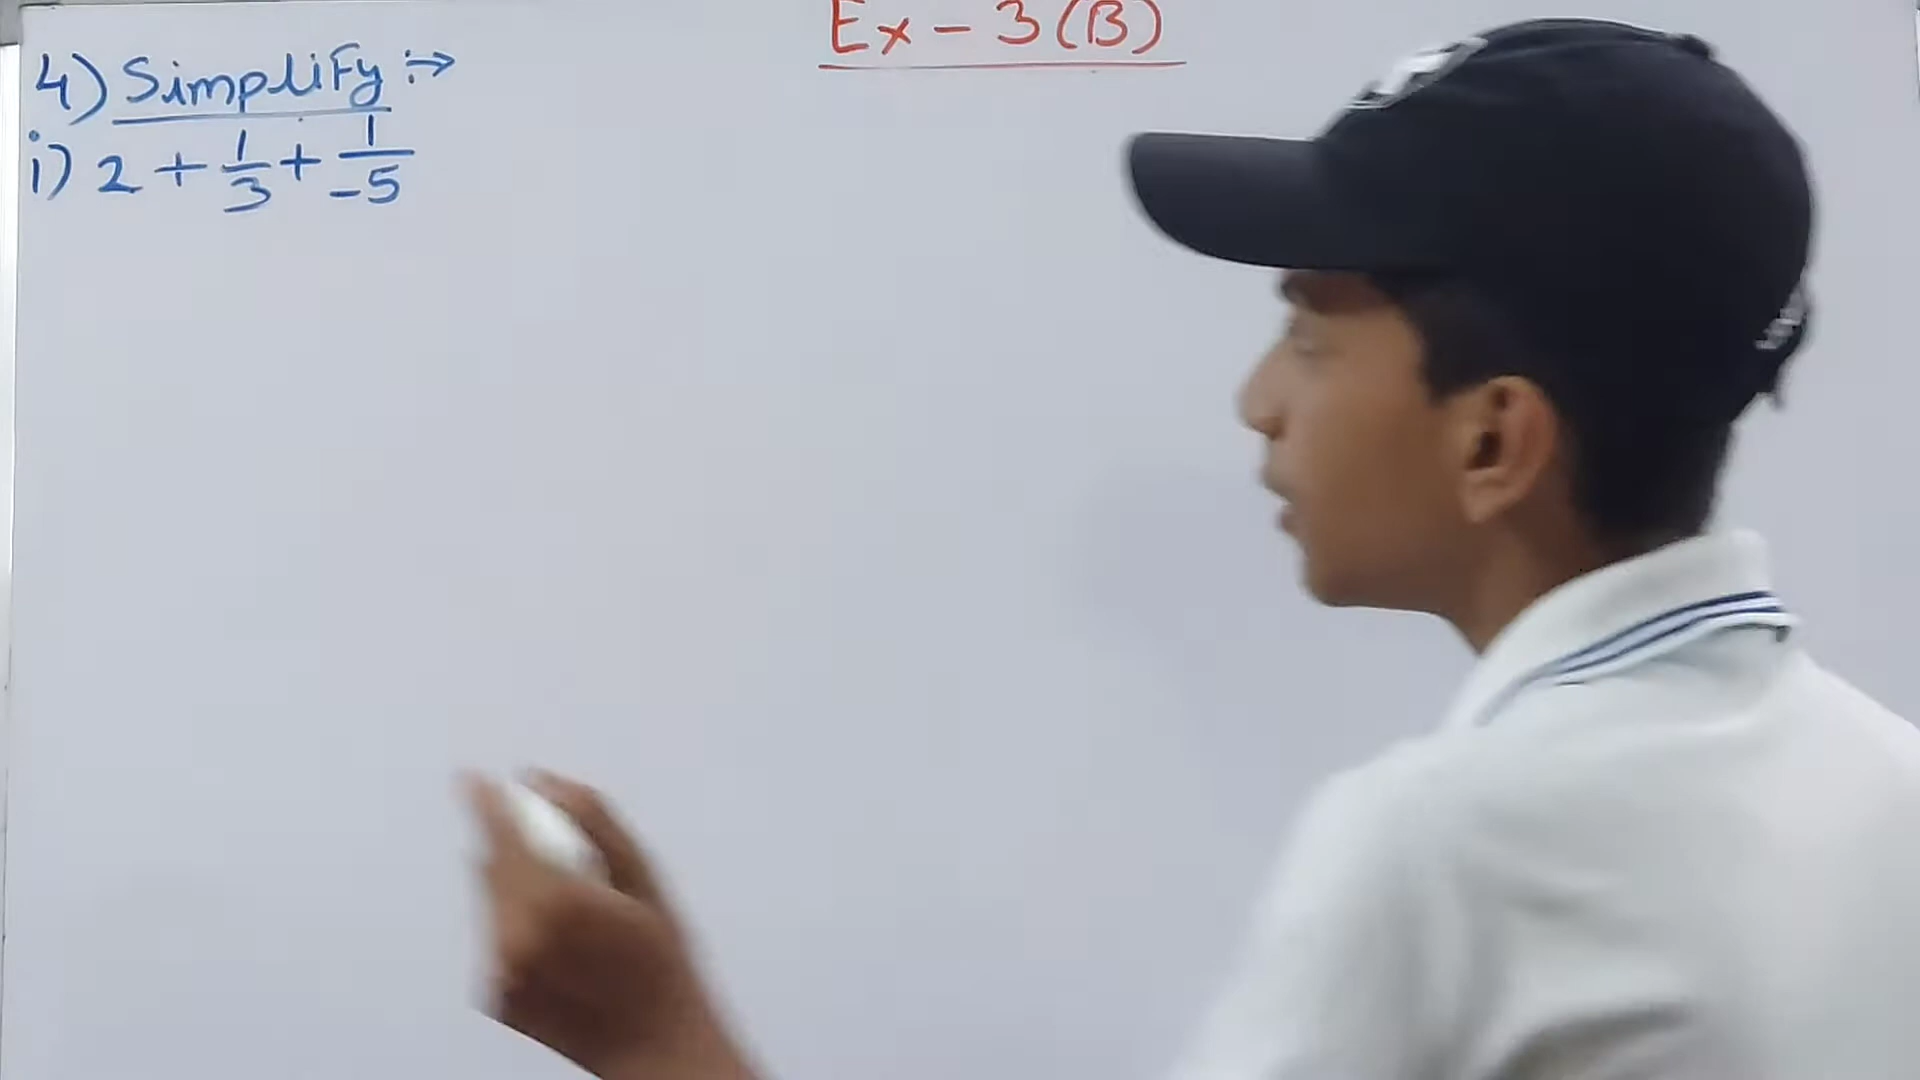 Ex - 3 (B)
4) Simplify :->
i) 2 + 1/3 + 1/-5